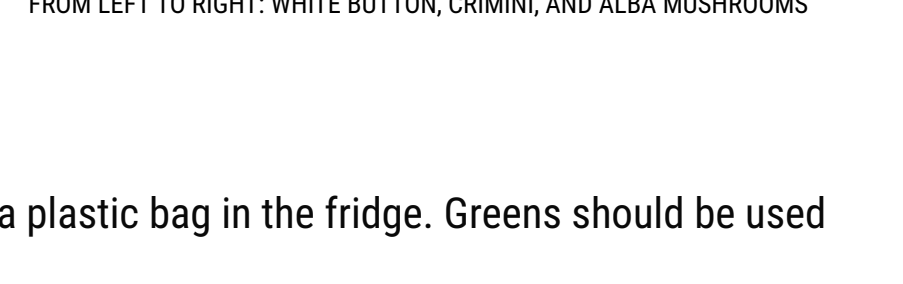 FROM LEFT TO RIGHT: WHITE BUTTON, CRIMINI, AND ALBA MUSHROOMS
a plastic bag in the fridge. Greens should be used